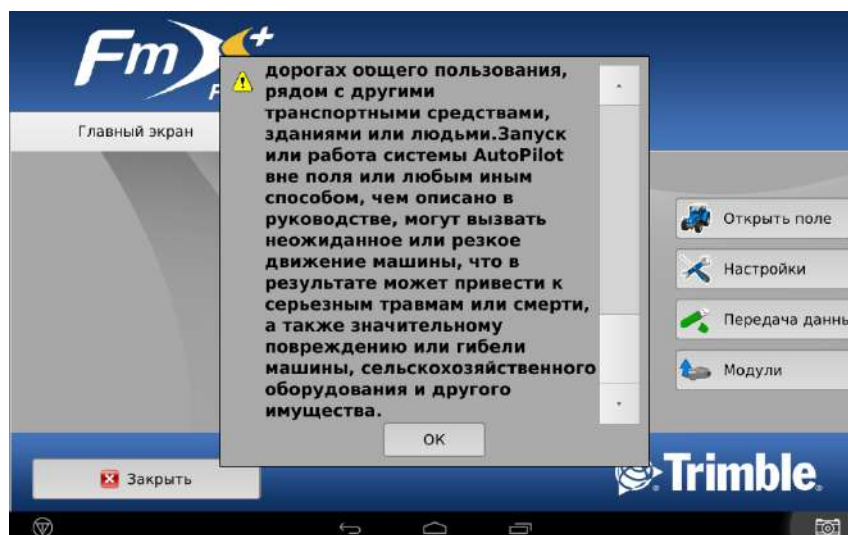 FmX+
Главный экран
дорогах общего пользования,
рядом с другими
транспортными средствами,
зданиями или людьми.Запуск
или работа системы AutoPilot
вне поля или любым иным
способом, чем описано в
руководстве, могут вызвать
неожиданное или резкое
движение машины, что в
результате может привести к
серьезным травмам или смерти,
а также значительному
повреждению или гибели
машины, сельскохозяйственного
оборудования и другого
имущества.
ОК
Открыть поле
Настройки
Передача данны
Модули
Закрыть
Trimble